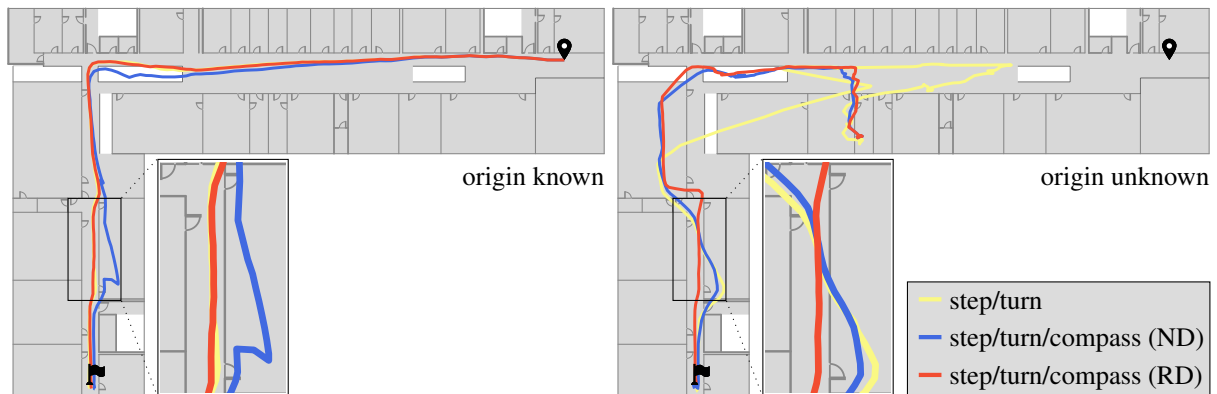 origin known
origin unknown
step/turn
step/turn/compass (ND)
step/turn/compass (RD)